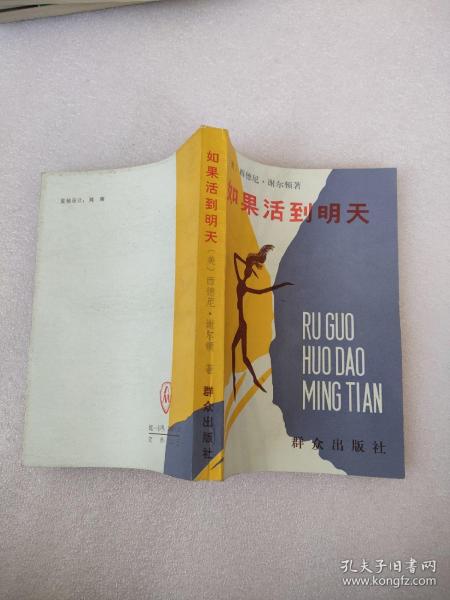 西德尼·谢尔顿著
如果活到明天
RU GUO
HUO DAO
MING TIAN
群众出版社
如果活到明天
(美)西德尼·谢尔顿 著
群众出版社
孔夫子旧书网
www.kongfz.com